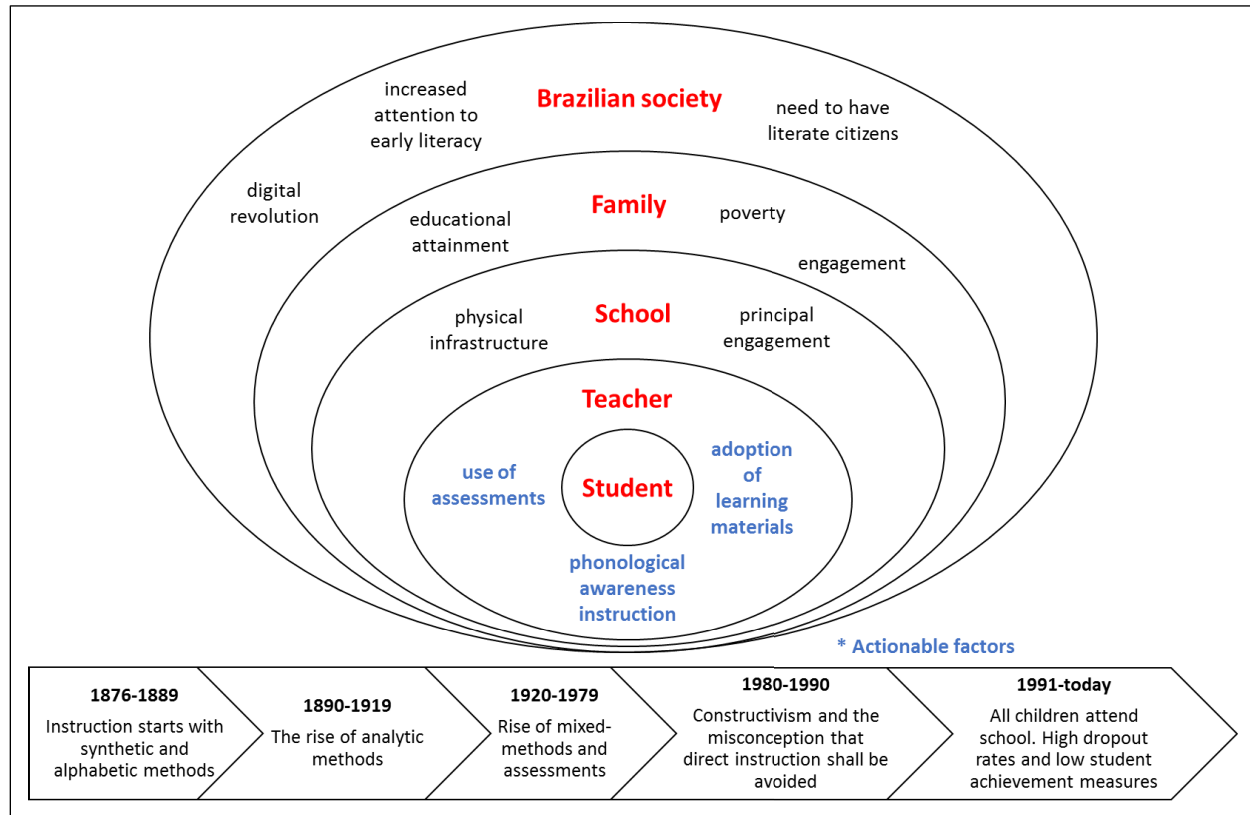 Brazilian society
increased
attention to
early literacy
need to have
literate citizens
digital
revolution
Family
educational
attainment
poverty
engagement
School
physical
infrastructure
principal
engagement
Teacher
use of
assessments
Student
adoption
of
learning
materials
phonological
awareness
instruction
* Actionable factors
1876-1889
Instruction starts with
synthetic and
alphabetic methods
1890-1919
The rise of analytic
methods
1920-1979
Rise of mixed-
methods and
assessments
1980-1990
Constructivism and the
misconception that
direct instruction shall be
avoided
1991-today
All children attend
school. High dropout
rates and low student
achievement measures